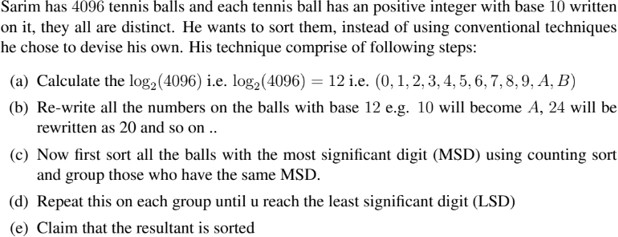 Sarim has 4096 tennis balls and each tennis ball has an positive integer with base 10 written
on it, they all are distinct. He wants to sort them, instead of using conventional techniques
he chose to devise his own. His technique comprise of following steps:
(a) Calculate the log₂(4096) i.e. log₂(4096) = 12 i.e. (0, 1, 2, 3, 4, 5, 6, 7, 8, 9, A, B)
(b) Re-write all the numbers on the balls with base 12 e.g. 10 will become A, 24 will be
rewritten as 20 and so on ..
(c) Now first sort all the balls with the most significant digit (MSD) using counting sort
and group those who have the same MSD.
(d) Repeat this on each group until u reach the least significant digit (LSD)
(e) Claim that the resultant is sorted